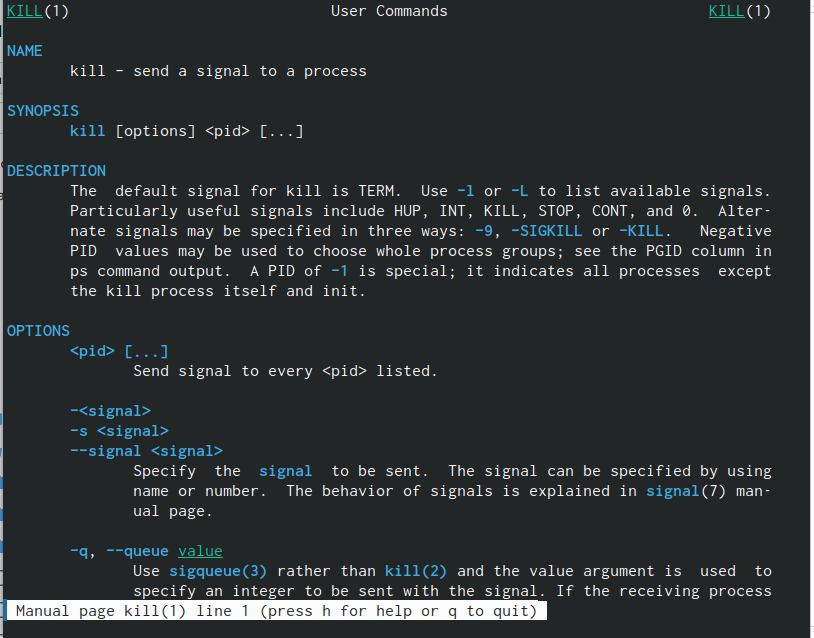 KILL(1) User Commands KILL(1)
NAME
kill - send a signal to a process
SYNOPSIS
kill [options] <pid> [...]
DESCRIPTION
The default signal for kill is TERM. Use -l or -L to list available signals.
Particularly useful signals include HUP, INT, KILL, STOP, CONT, and 0. Alter-
nate signals may be specified in three ways: -9, -SIGKILL or -KILL. Negative
PID values may be used to choose whole process groups; see the PGID column in
ps command output. A PID of -1 is special; it indicates all processes except
the kill process itself and init.
OPTIONS
<pid> [...]
Send signal to every <pid> listed.
-<signal>
-s <signal>
--signal <signal>
Specify the signal to be sent. The signal can be specified by using
name or number. The behavior of signals is explained in signal(7) man-
ual page.
-q, --queue value
Use sigqueue(3) rather than kill(2) and the value argument is used to
specify an integer to be sent with the signal. If the receiving process
Manual page kill(1) line 1 (press h for help or q to quit)